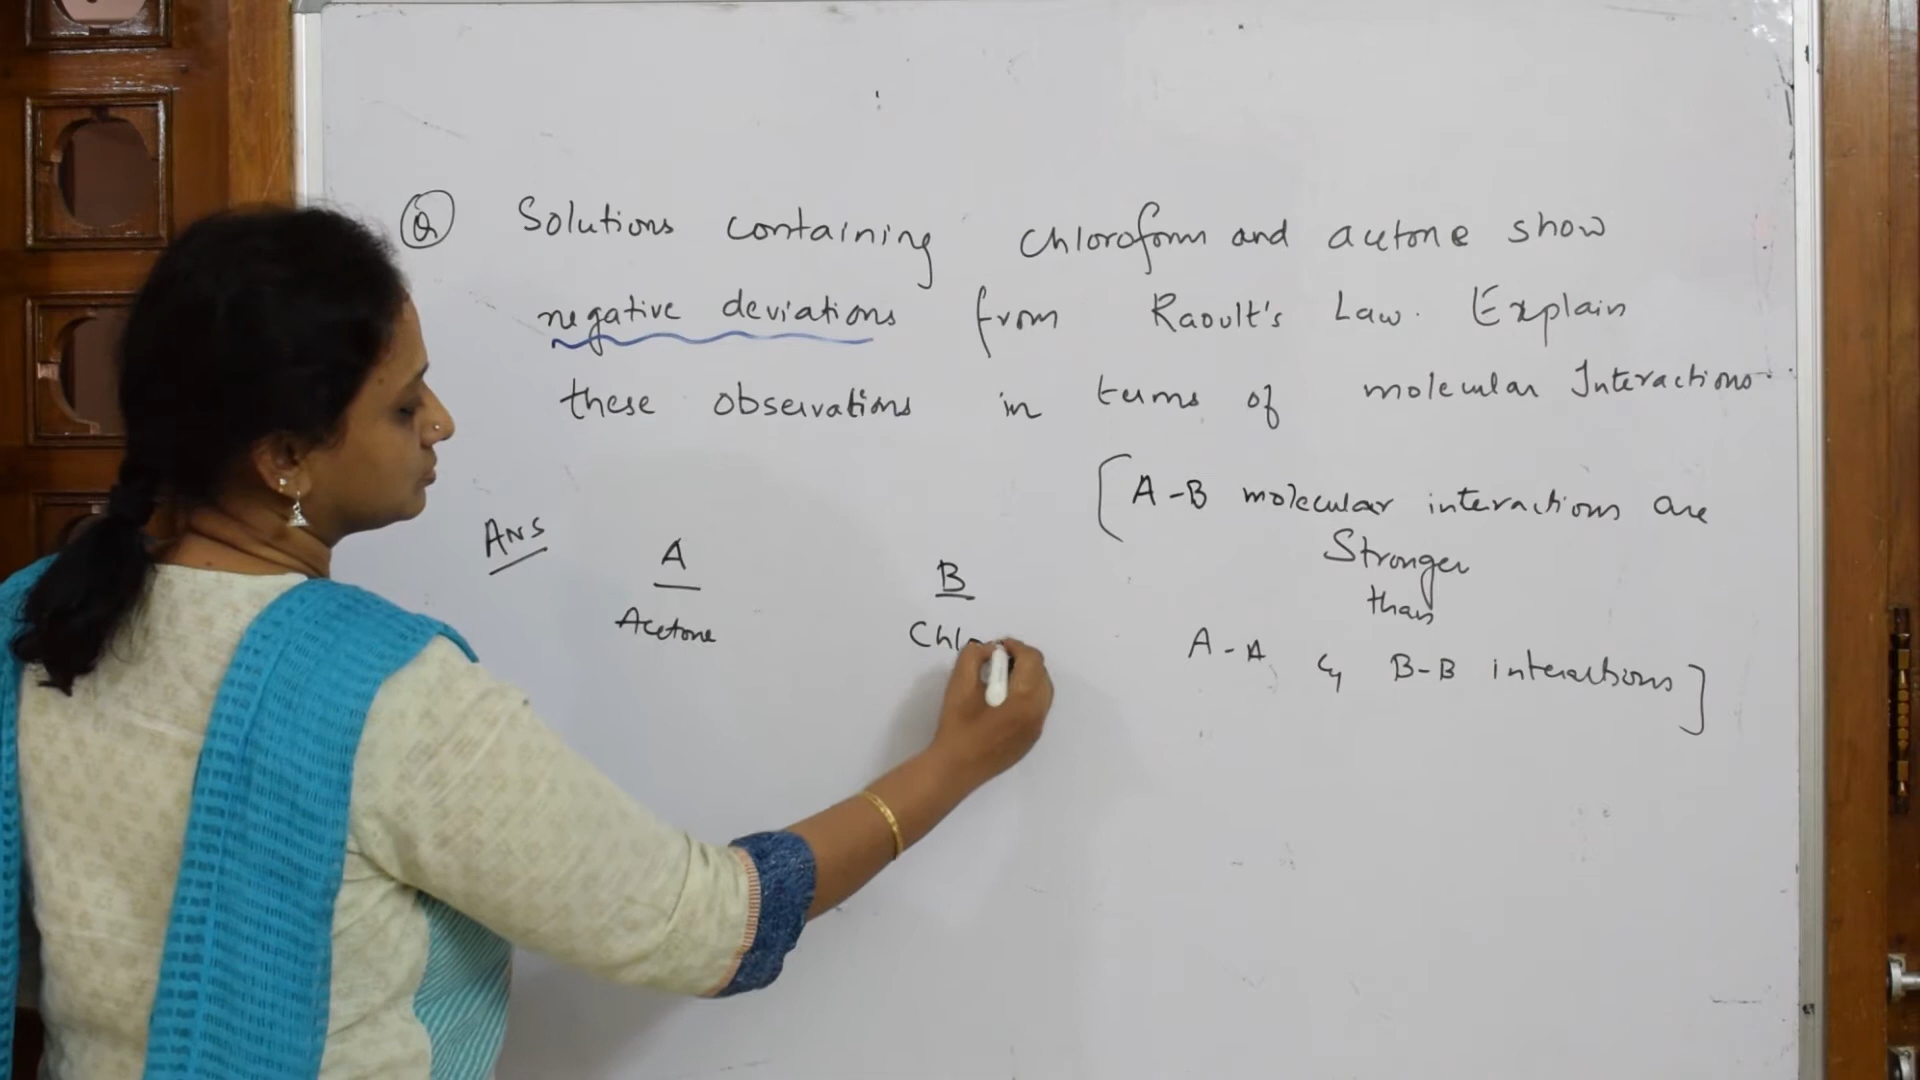 Q Solutions containing chloroform and acetone show
negative deviations from Raoult's Law. Explain
these observations in terms of molecular Interactions.
[A-B molecular interactions are
Stronger
than
A-A & B-B interactions]
Ans
A
Acetone
B
Chlo